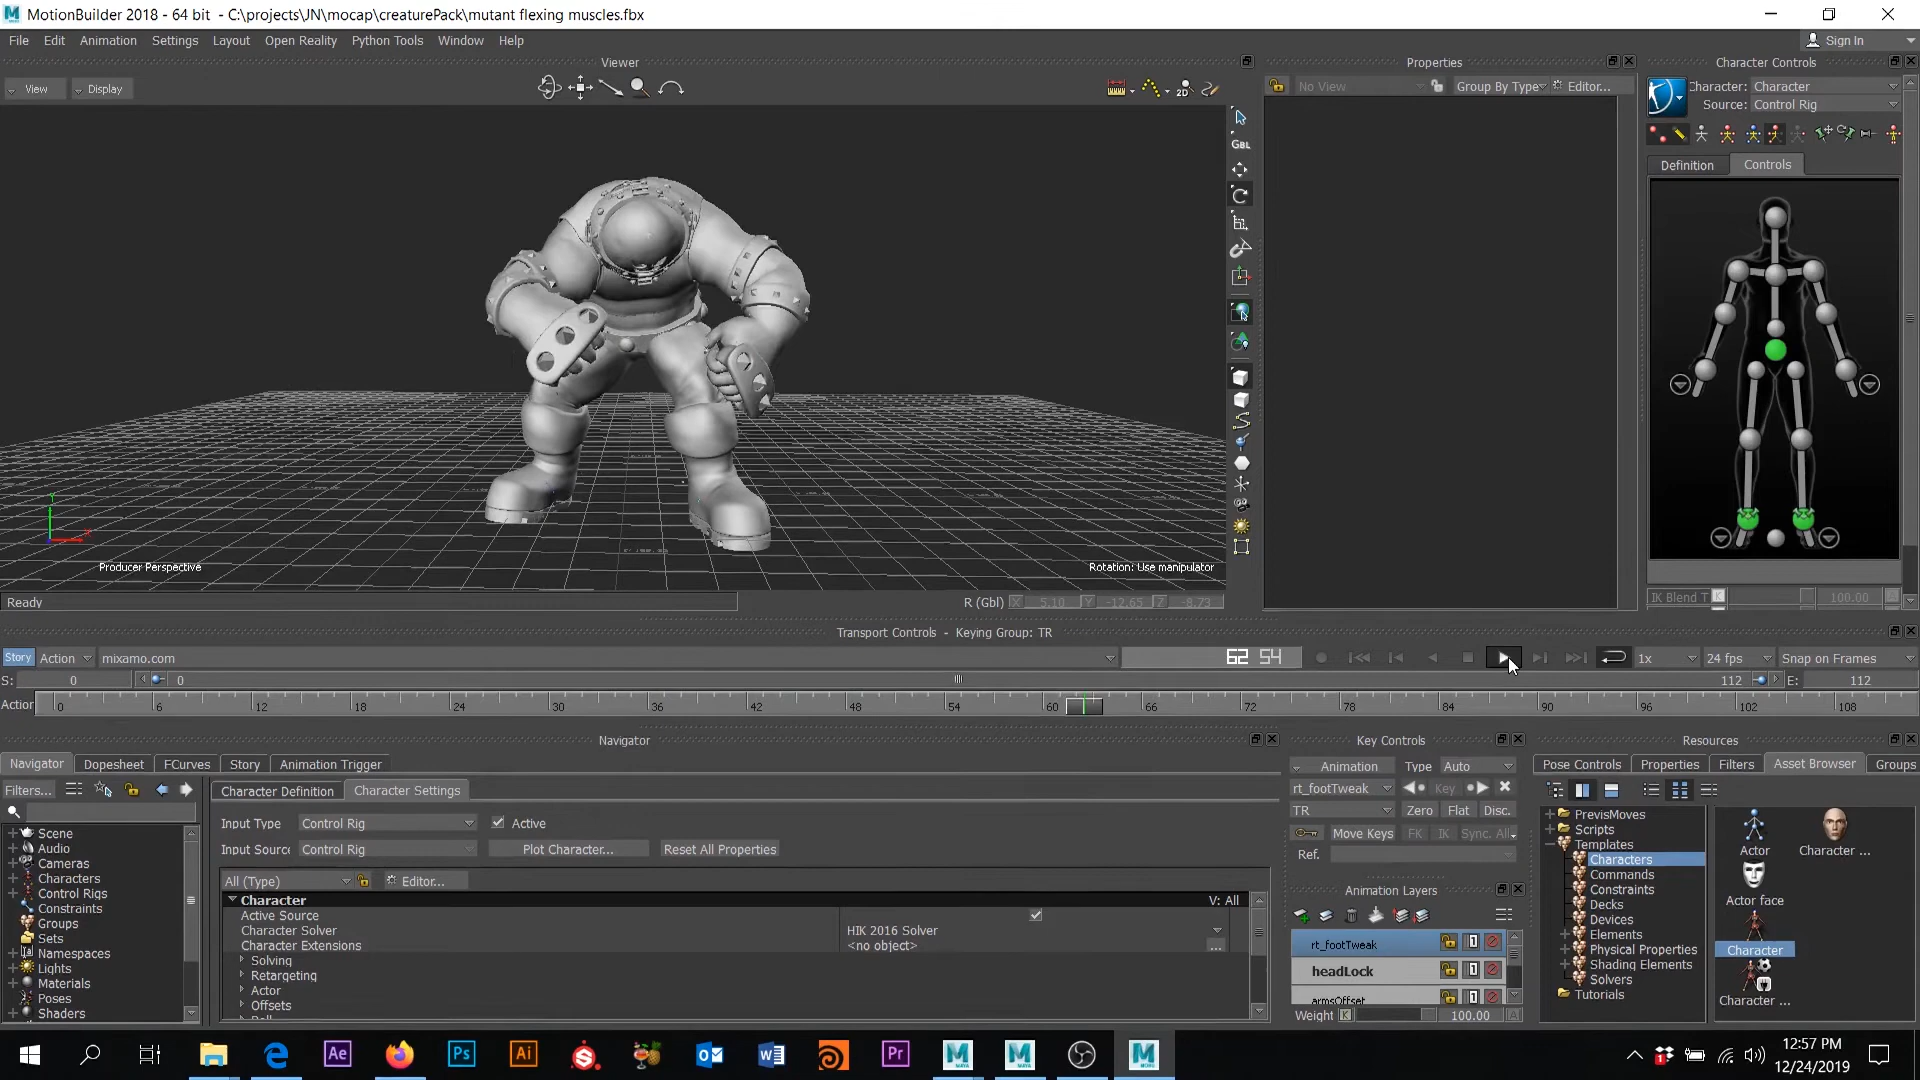 MotionBuilder 2018 - 64 bit - C:\projects\JN\mocap\creaturePack\mutant flexing muscles.fbx
File Edit Animation Settings Layout Open Reality Python Tools Window Help
Sign In
Viewer
Properties
Character Controls
View Display
No View Group By Type Editor...
Character: Character
Source: Control Rig
2D
GBL
Definition Controls
Producer Perspective
Rotation: Use manipulator
Ready
R (Gbl) X 5.10 Y -12.65 Z -9.73
IK Blend T K 100.00 A
Transport Controls - Keying Group: TR
Story Action mixamo.com
62 54
1x 24 fps Snap on Frames
S: 0 0 112 E: 112
Action 0 6 12 18 24 30 36 42 48 54 60 66 72 78 84 90 96 102 108
Navigator
Key Controls
Resources
Navigator Dopesheet FCurves Story Animation Trigger
Animation Type Auto
Pose Controls Properties Filters Asset Browser Groups
Filters...
Character Definition Character Settings
rt_footTweak Key
TR Zero Flat Disc.
Input Type Control Rig Active
Move Keys FK IK Sync. All
Input Source Control Rig Plot Character... Reset All Properties
Ref.
All (Type) Editor...
Animation Layers
Character V: All
Active Source
Character Solver HIK 2016 Solver
Character Extensions <no object> ...
Solving
Retargeting
Actor
Offsets
rt_footTweak
headLock
armsOffset
Weight K 100.00 A
Scene
Audio
Cameras
Characters
Control Rigs
Constraints
Groups
Sets
Namespaces
Lights
Materials
Poses
Shaders
PrevisMoves
Scripts
Templates
Characters
Commands
Constraints
Decks
Devices
Elements
Physical Properties
Shading Elements
Solvers
Tutorials
Actor
Character ...
Actor face
Character
Character ...
12:57 PM
12/24/2019